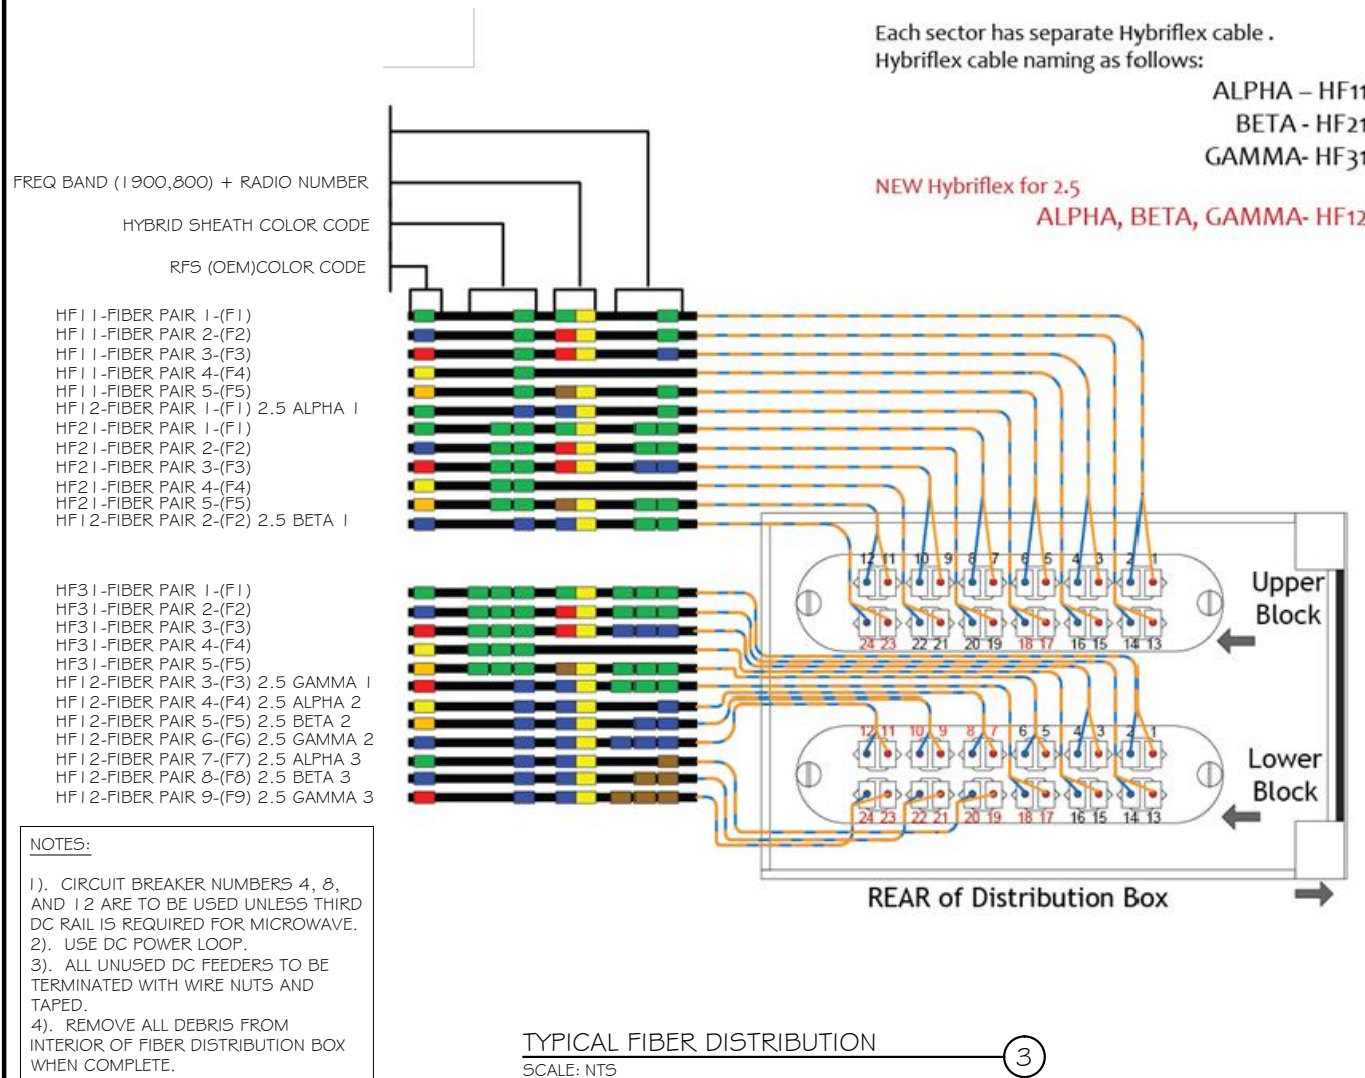 Each sector has separate Hybriflex cable .
Hybriflex cable naming as follows:
ALPHA – HF11
BETA - HF21
GAMMA- HF31
NEW Hybriflex for 2.5
ALPHA, BETA, GAMMA- HF12
FREQ BAND (1900,800) + RADIO NUMBER
HYBRID SHEATH COLOR CODE
RFS (OEM)COLOR CODE
HF11-FIBER PAIR 1-(F1)
HF11-FIBER PAIR 2-(F2)
HF11-FIBER PAIR 3-(F3)
HF11-FIBER PAIR 4-(F4)
HF11-FIBER PAIR 5-(F5)
HF12-FIBER PAIR 1-(F1) 2.5 ALPHA 1
HF21-FIBER PAIR 1-(F1)
HF21-FIBER PAIR 2-(F2)
HF21-FIBER PAIR 3-(F3)
HF21-FIBER PAIR 4-(F4)
HF21-FIBER PAIR 5-(F5)
HF12-FIBER PAIR 2-(F2) 2.5 BETA 1
12 11 10 9 8 7 6 5 4 3 2 1
Upper
Block
24 23 22 21 20 19 18 17 16 15 14 13
HF31-FIBER PAIR 1-(F1)
HF31-FIBER PAIR 2-(F2)
HF31-FIBER PAIR 3-(F3)
HF31-FIBER PAIR 4-(F4)
HF31-FIBER PAIR 5-(F5)
HF12-FIBER PAIR 3-(F3) 2.5 GAMMA 1
HF12-FIBER PAIR 4-(F4) 2.5 ALPHA 2
HF12-FIBER PAIR 5-(F5) 2.5 BETA 2
HF12-FIBER PAIR 6-(F6) 2.5 GAMMA 2
HF12-FIBER PAIR 7-(F7) 2.5 ALPHA 3
HF12-FIBER PAIR 8-(F8) 2.5 BETA 3
HF12-FIBER PAIR 9-(F9) 2.5 GAMMA 3
12 11 10 9 8 7 6 5 4 3 2 1
Lower
Block
24 23 22 21 20 19 18 17 16 15 14 13
REAR of Distribution Box
NOTES:
1). CIRCUIT BREAKER NUMBERS 4, 8,
AND 12 ARE TO BE USED UNLESS THIRD
DC RAIL IS REQUIRED FOR MICROWAVE.
2). USE DC POWER LOOP.
3). ALL UNUSED DC FEEDERS TO BE
TERMINATED WITH WIRE NUTS AND
TAPED.
4). REMOVE ALL DEBRIS FROM
INTERIOR OF FIBER DISTRIBUTION BOX
WHEN COMPLETE.
TYPICAL FIBER DISTRIBUTION
3
SCALE: NTS